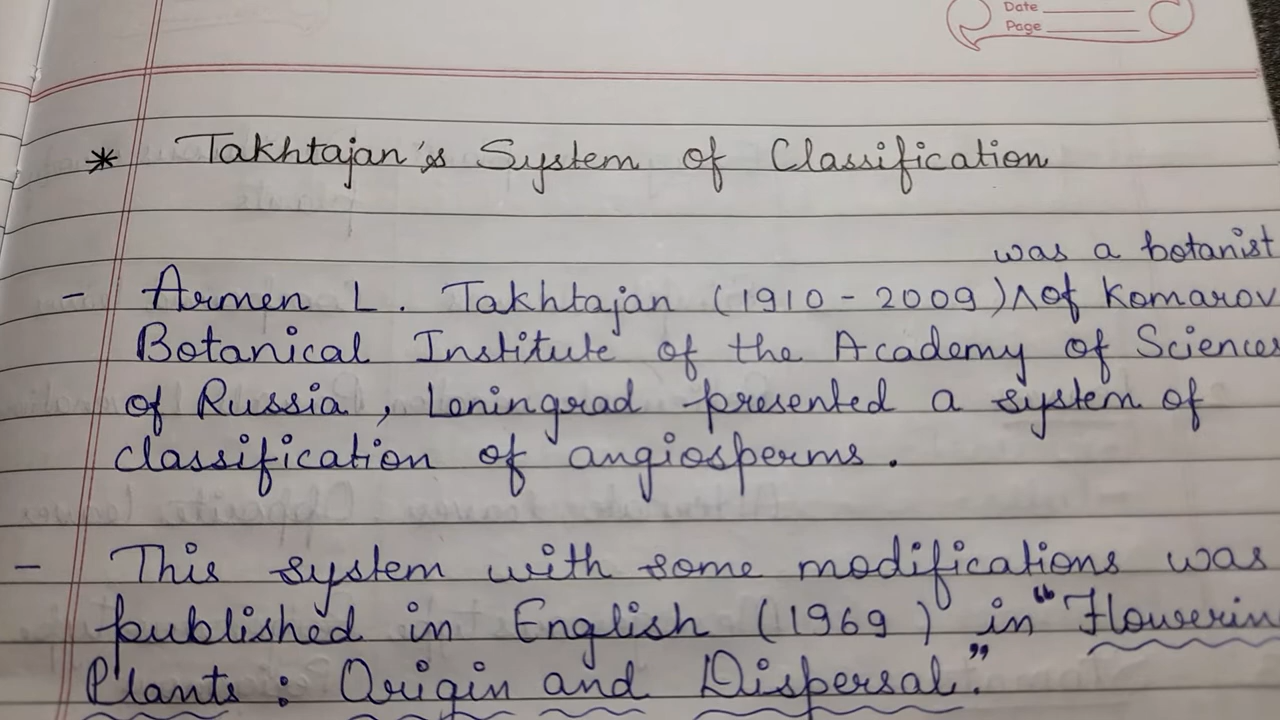 Date
Page
* Takhtajan's System of Classification
was a botanist
- Armen L. Takhtajan (1910 - 2009) ∧ of Komarov
Botanical Institute of the Academy of Sciences
of Russia, Leningrad presented a system of
classification of angiosperms.
- This system with some modifications was
published in English (1969) in "Flowerin
Plants : Origin and Dispersal."